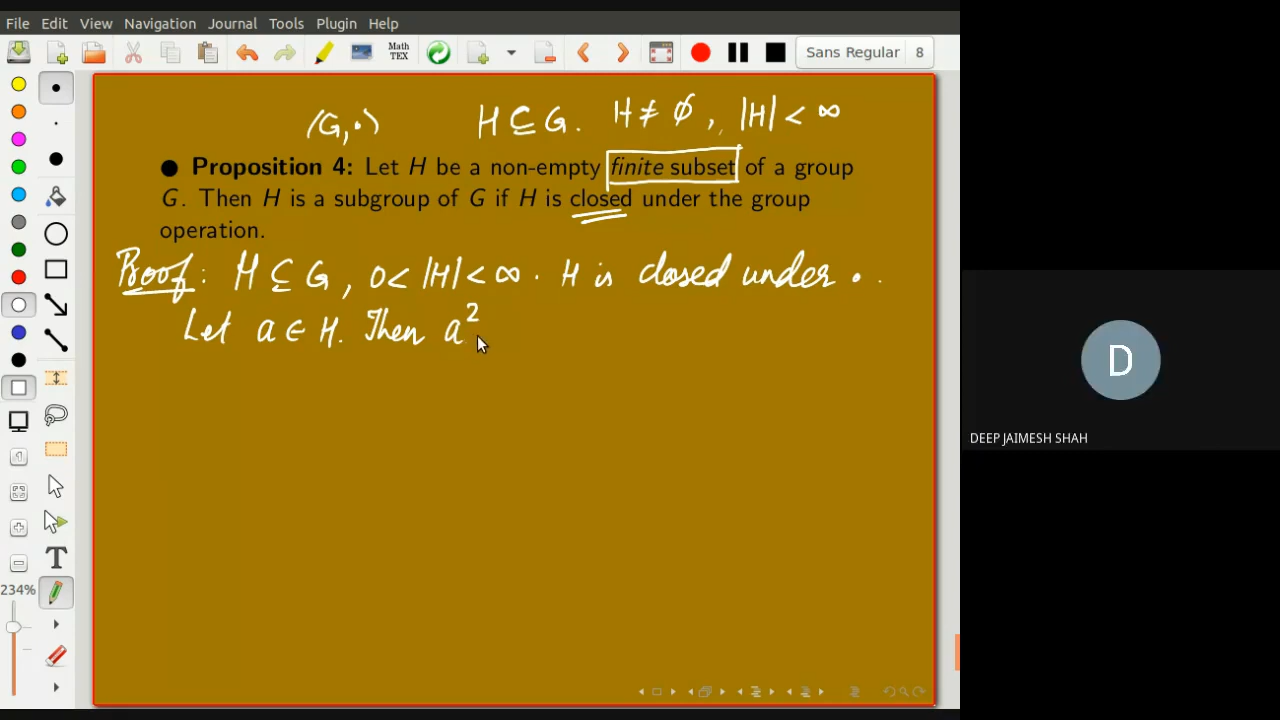 File Edit View Navigation Journal Tools Plugin Help
Math TEX Sans Regular 8
(G, •) H ⊆ G. H ≠ ∅, |H| < ∞
● Proposition 4: Let H be a non-empty finite subset of a group
G. Then H is a subgroup of G if H is closed under the group
operation.
Proof: H ⊆ G, 0 < |H| < ∞. H is closed under •.
Let a ∈ H. Then a²
234%
D
DEEP JAIMESH SHAH